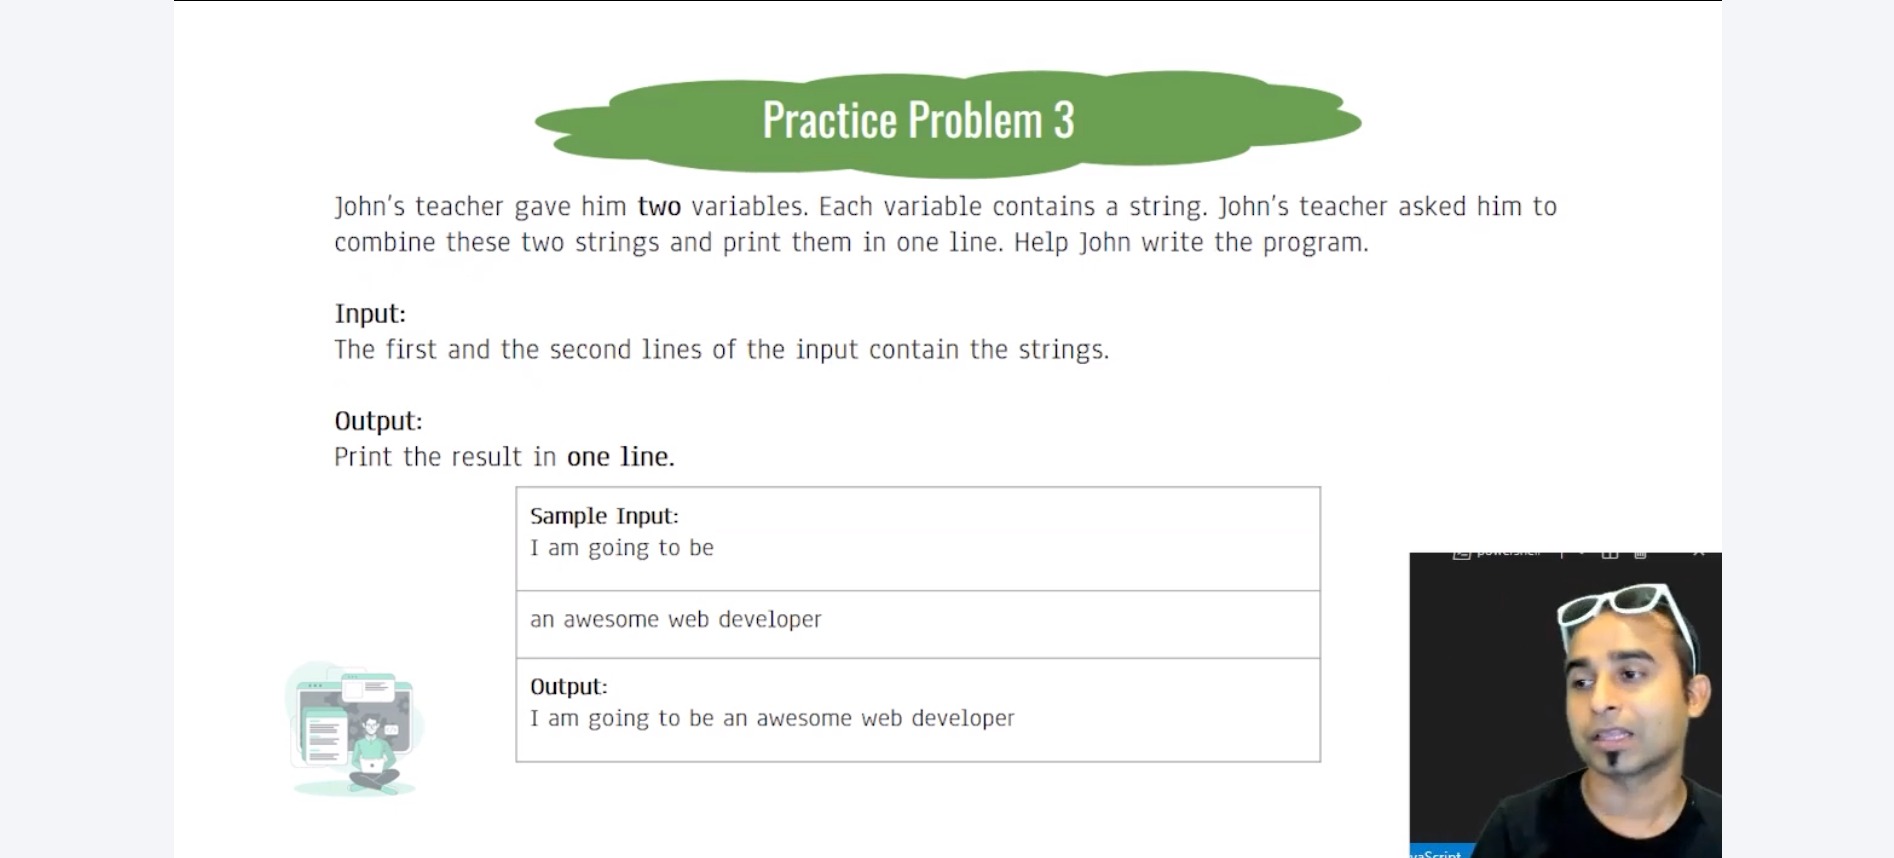 Practice Problem 3
John's teacher gave him two variables. Each variable contains a string. John's teacher asked him to
combine these two strings and print them in one line. Help John write the program.
Input:
The first and the second lines of the input contain the strings.
Output:
Print the result in one line.
Sample Input:
I am going to be
an awesome web developer
Output:
I am going to be an awesome web developer